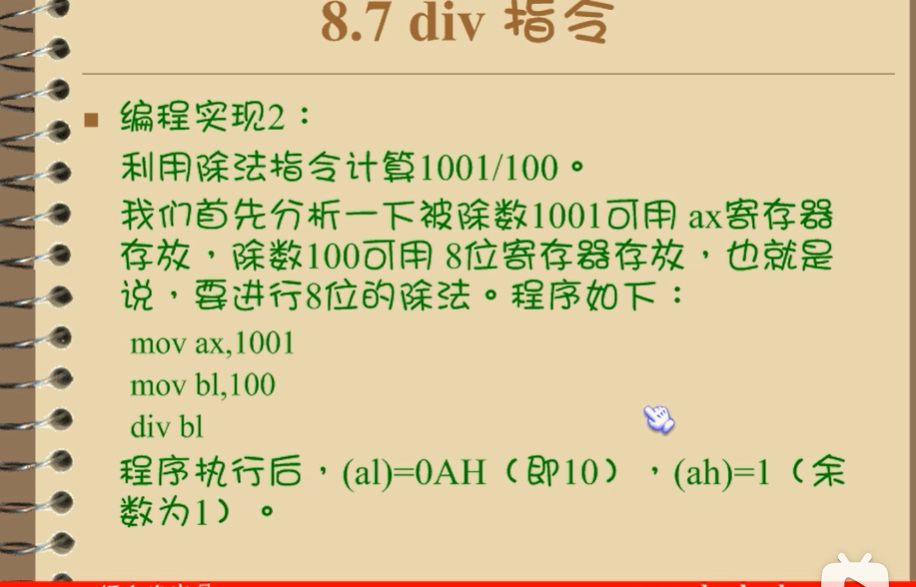 8.7 div 指令
编程实现2：
利用除法指令计算1001/100。
我们首先分析一下被除数1001可用 ax寄存器
存放，除数100可用 8位寄存器存放，也就是
说，要进行8位的除法。程序如下：
mov ax,1001
mov bl,100
div bl
程序执行后，(al)=0AH（即10），(ah)=1（余
数为1）。